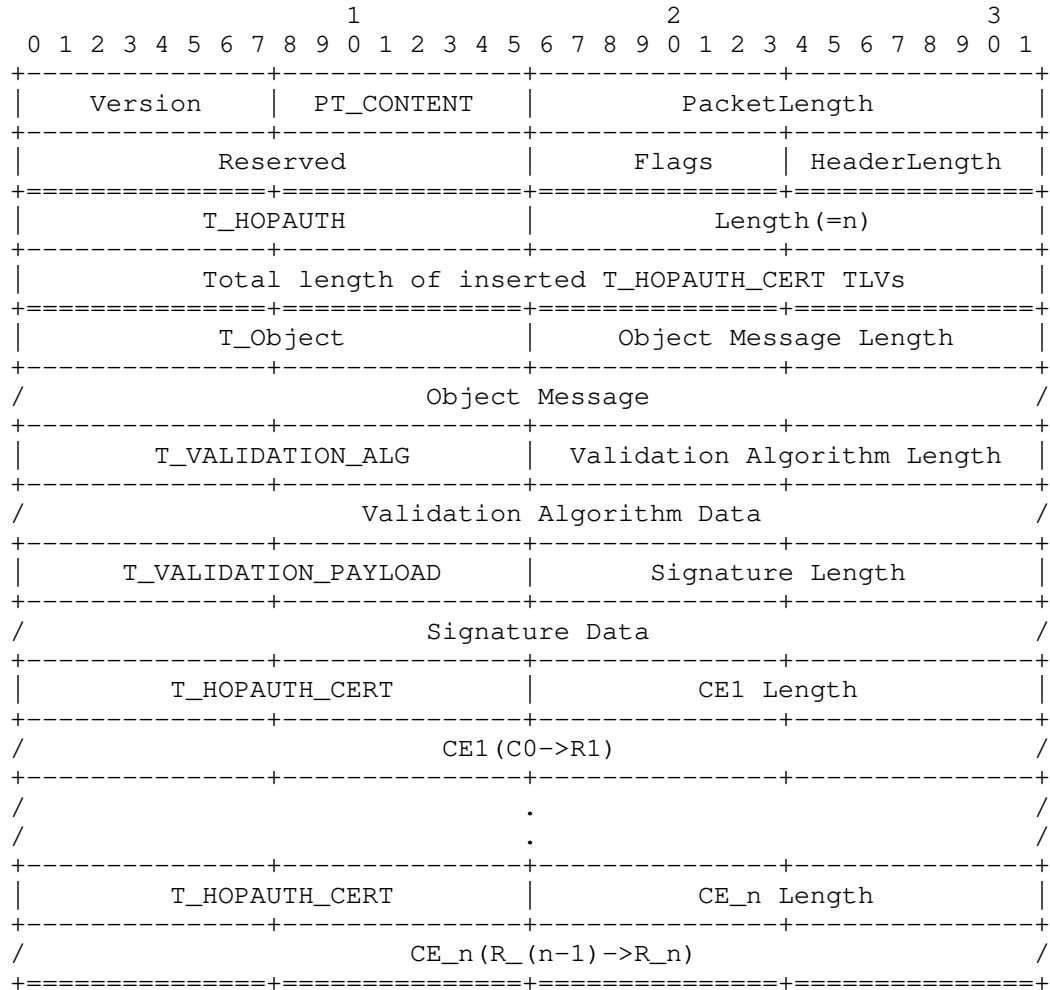 1                   2                   3
 0 1 2 3 4 5 6 7 8 9 0 1 2 3 4 5 6 7 8 9 0 1 2 3 4 5 6 7 8 9 0 1
+---------------+---------------+---------------+---------------+
|    Version    |  PT_CONTENT   |         PacketLength          |
+---------------+---------------+---------------+---------------+
|            Reserved           |     Flags     | HeaderLength  |
+===============+===============+===============+===============+
|           T_HOPAUTH           |           Length(=n)          |
+---------------+---------------+---------------+---------------+
|           Total length of inserted T_HOPAUTH_CERT TLVs        |
+===============+===============+===============+===============+
|            T_Object           |     Object Message Length     |
+---------------+---------------+---------------+---------------+
/                         Object Message                        /
+---------------+---------------+---------------+---------------+
|        T_VALIDATION_ALG       |  Validation Algorithm Length  |
+---------------+---------------+---------------+---------------+
/                     Validation Algorithm Data                 /
+---------------+---------------+---------------+---------------+
|      T_VALIDATION_PAYLOAD     |       Signature Length        |
+---------------+---------------+---------------+---------------+
/                         Signature Data                        /
+---------------+---------------+---------------+---------------+
|         T_HOPAUTH_CERT        |          CE1 Length           |
+---------------+---------------+---------------+---------------+
/                          CE1(C0->R1)                          /
+---------------+---------------+---------------+---------------+
/                               .                               /
/                               .                               /
+---------------+---------------+---------------+---------------+
|         T_HOPAUTH_CERT        |          CE_n Length          |
+---------------+---------------+---------------+---------------+
/                        CE_n(R_(n-1)->R_n)                     /
+===============+===============+===============+===============+